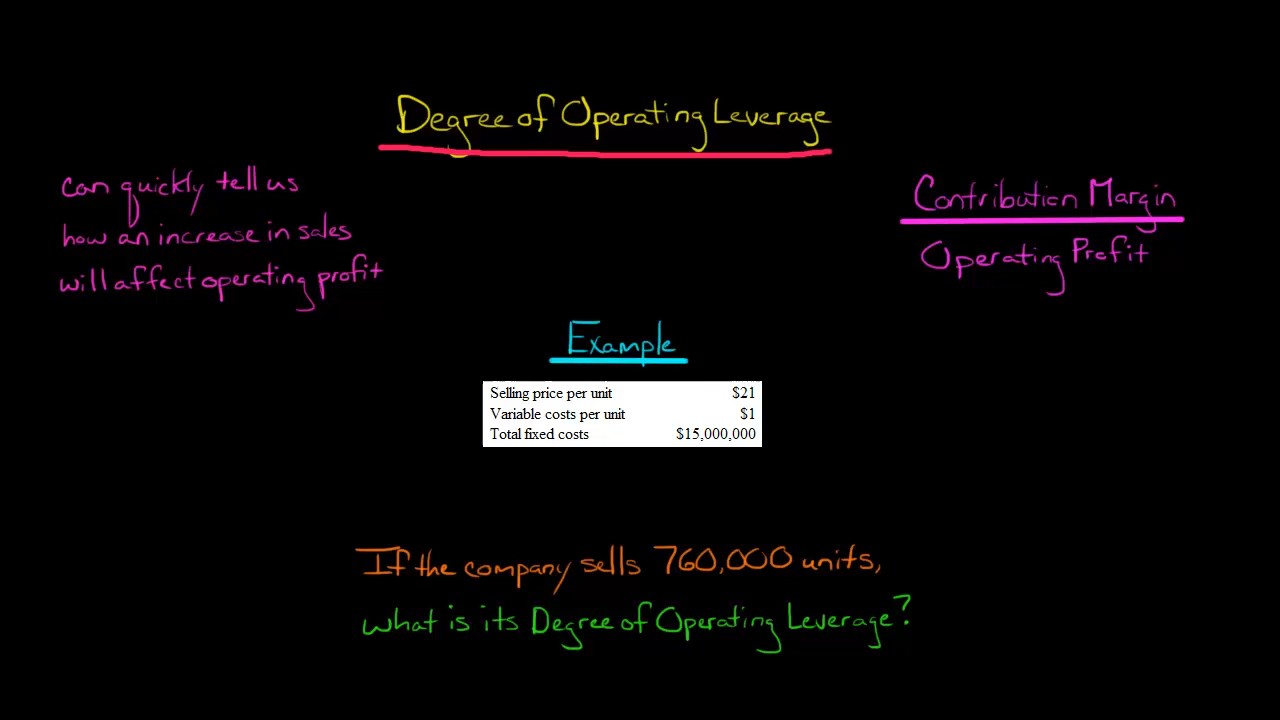 Degree of Operating Leverage
can quickly tell us
how an increase in sales
will affect operating profit
Contribution Margin
Operating Profit
Example
Selling price per unit $21
Variable costs per unit $1
Total fixed costs $15,000,000
If the company sells 760,000 units,
what is its Degree of Operating Leverage?